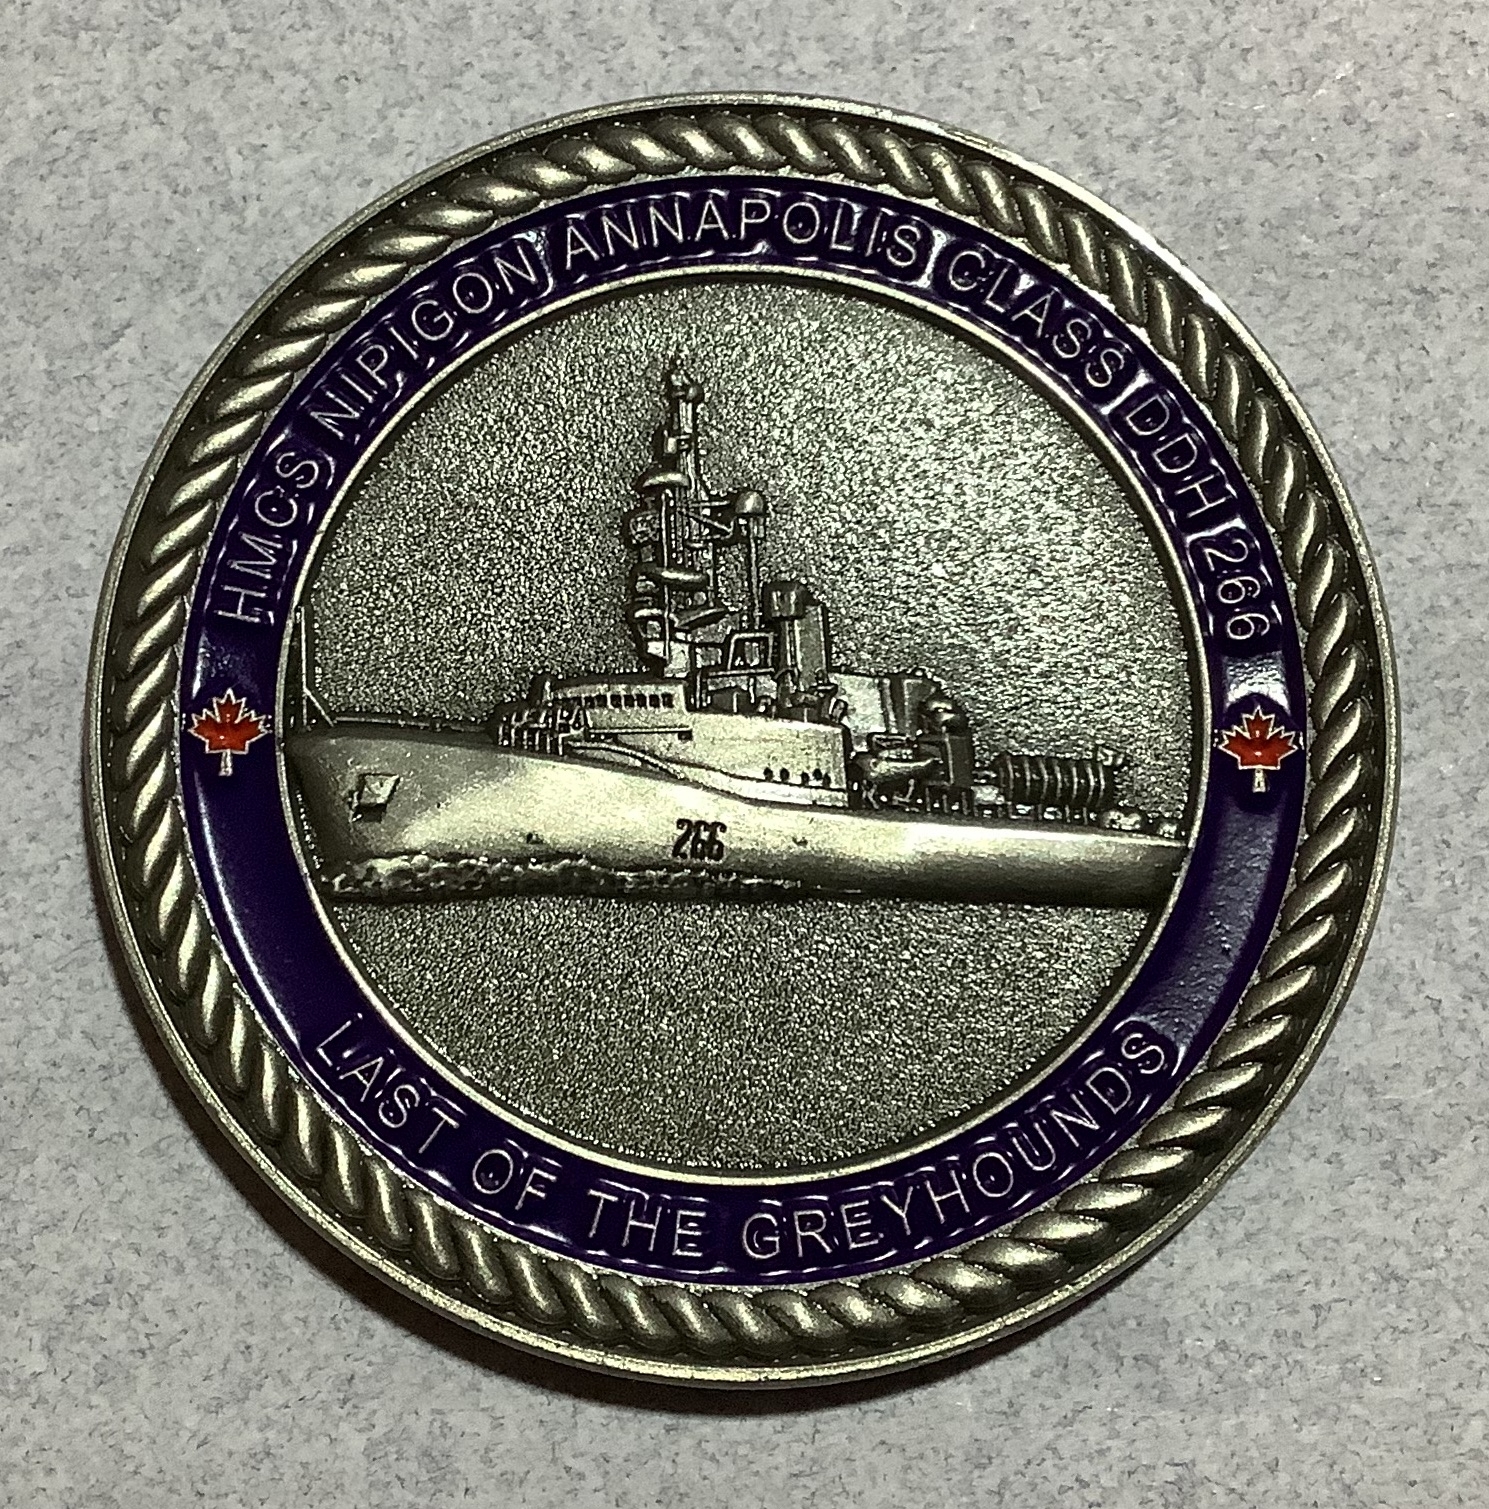 HMCS NIPIGON ANNAPOLIS CLASS DDH 266
266
LAST OF THE GREYHOUNDS